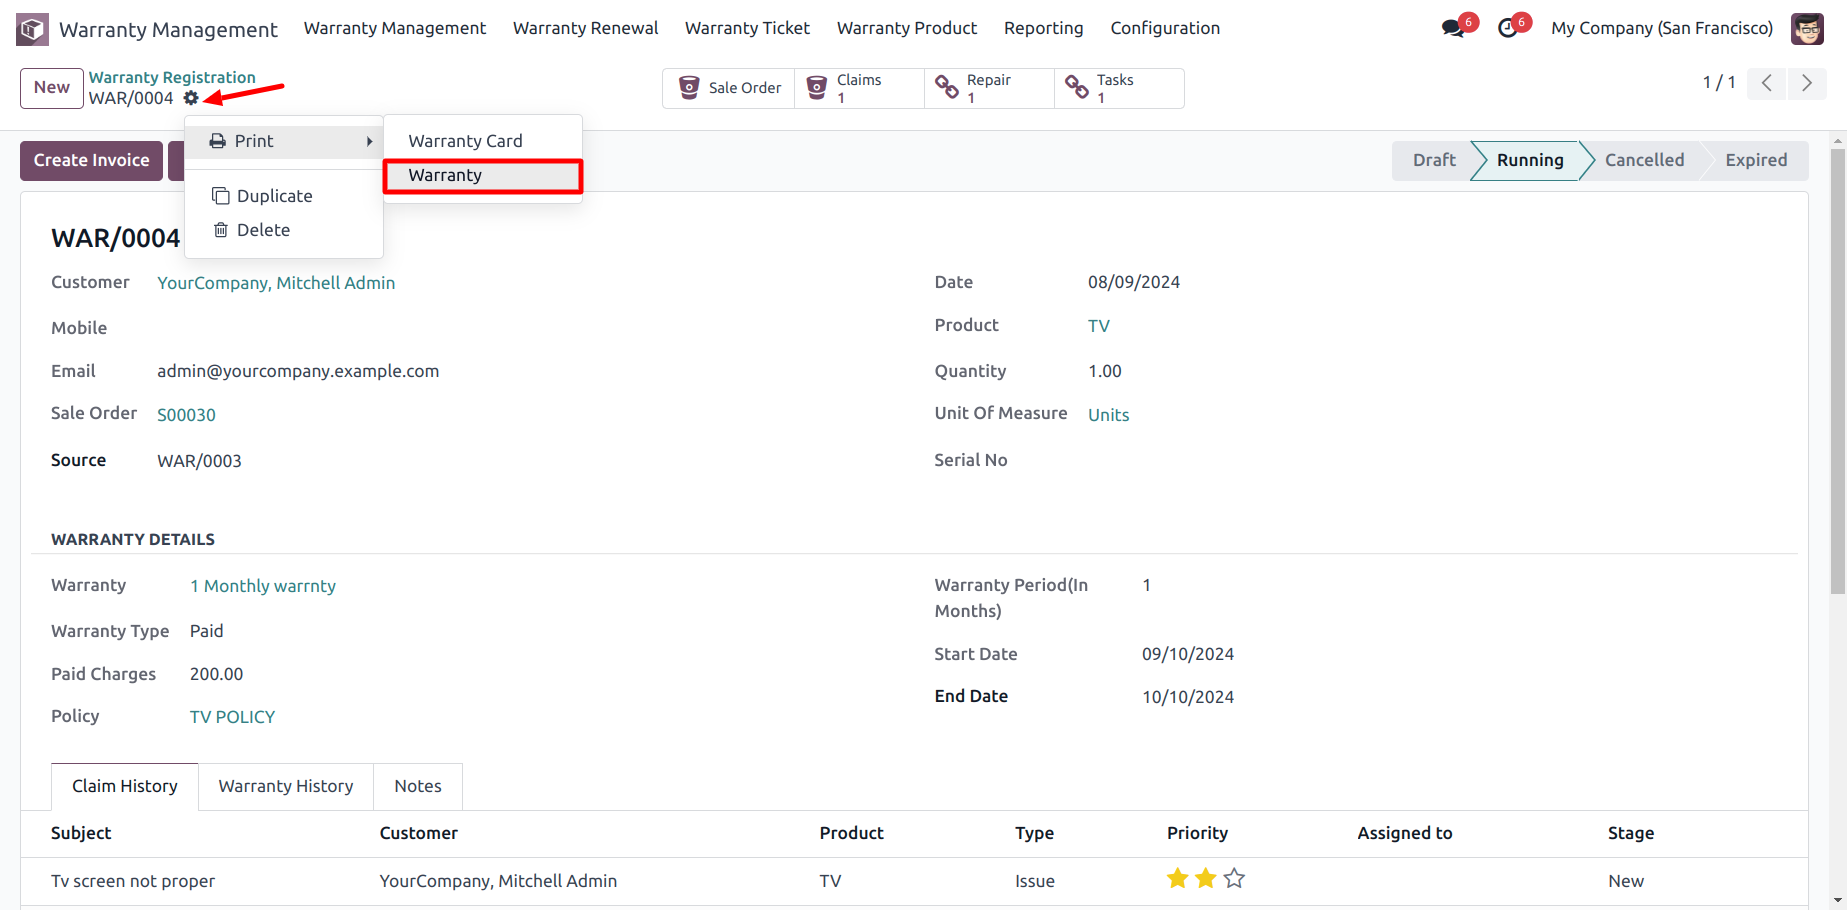 Warranty Management
Warranty Management
Warranty Renewal
Warranty Ticket
Warranty Product
Reporting
Configuration
6
6
My Company (San Francisco)
New
Warranty Registration
WAR/0004
Sale Order
Claims
1
Repair
1
Tasks
1
1 / 1
Print
Duplicate
Delete
Warranty Card
Warranty
Create Invoice
Draft
Running
Cancelled
Expired
WAR/0004
Customer
YourCompany, Mitchell Admin
Mobile
Email
admin@yourcompany.example.com
Sale Order
S00030
Source
WAR/0003
Date
08/09/2024
Product
TV
Quantity
1.00
Unit Of Measure
Units
Serial No
WARRANTY DETAILS
Warranty
1 Monthly warrnty
Warranty Type
Paid
Paid Charges
200.00
Policy
TV POLICY
Warranty Period(In
Months)
1
Start Date
09/10/2024
End Date
10/10/2024
Claim History
Warranty History
Notes
Subject
Customer
Product
Type
Priority
Assigned to
Stage
Tv screen not proper
YourCompany, Mitchell Admin
TV
Issue
New